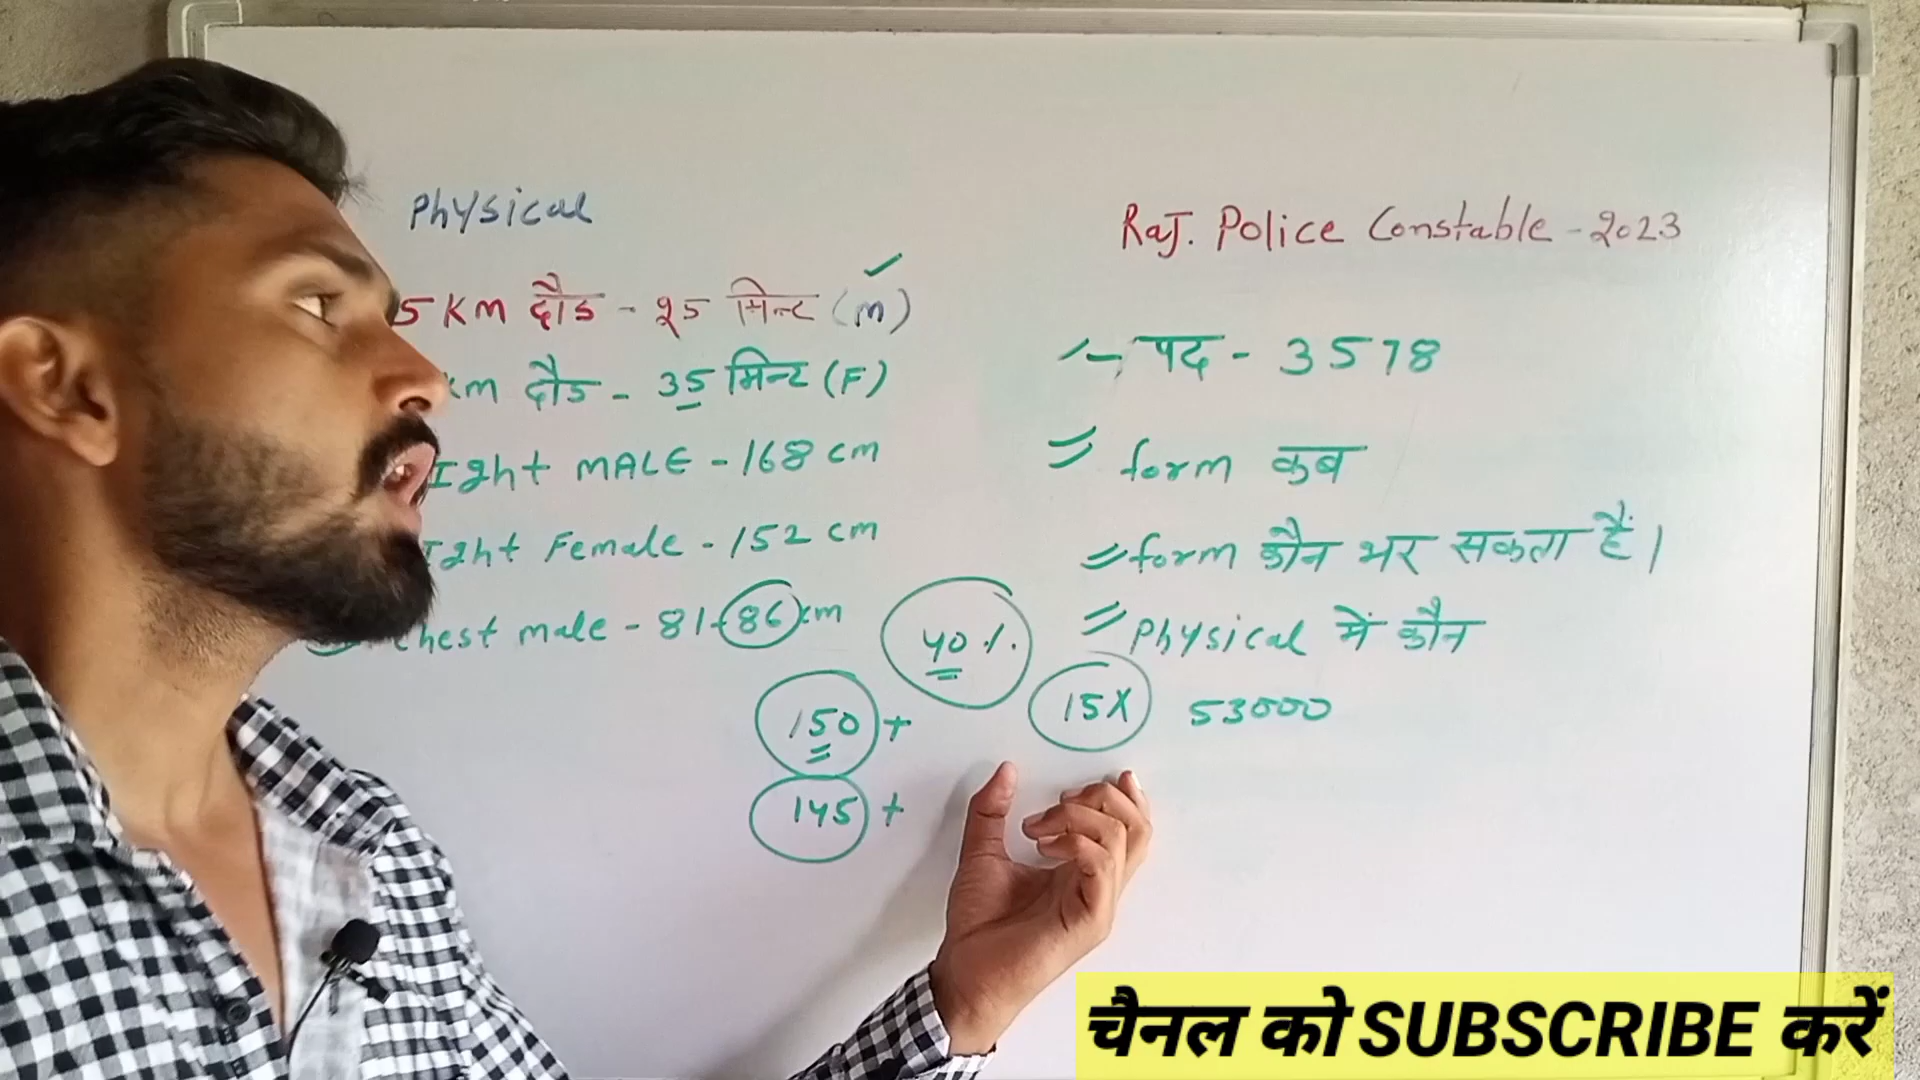 Physical
5 Km दौड - 25 मिन्ट (m)
km दौड - 35 मिन्ट (F)
Ight MALE - 168 cm
Ight Female - 152 cm
chest male - 81-86 cm
40 %.
150 +
145 +
Raj. Police Constable - 2023
- पद - 3578
form कब
form कौन भर सकता हैं।
Physical में कौन
15X 53000
चैनल को SUBSCRIBE करें